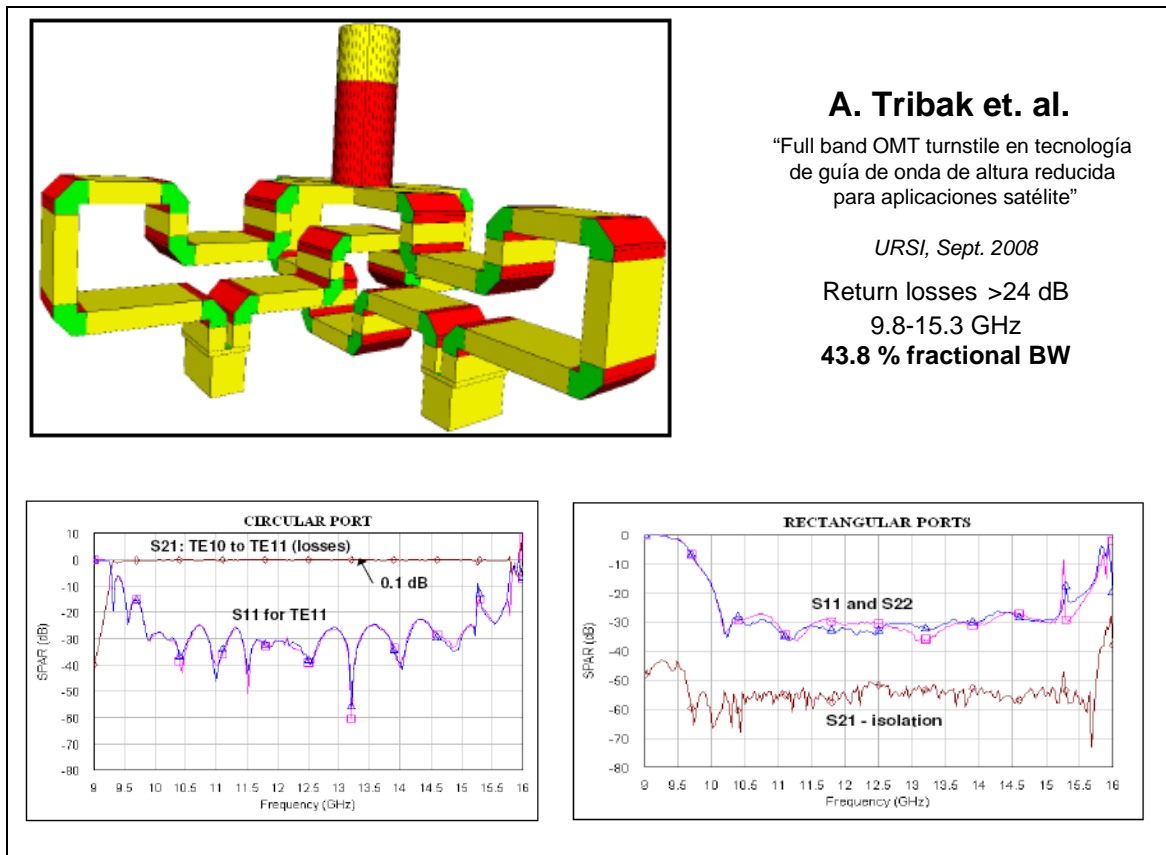 A. Tribak et. al.
“Full band OMT turnstile en tecnología
de guía de onda de altura reducida
para aplicaciones satélite”
URSI, Sept. 2008
Return losses >24 dB
9.8-15.3 GHz
43.8 % fractional BW
CIRCULAR PORT
S21: TE10 to TE11 (losses)
0.1 dB
S11 for TE11
SPAR (dB)
10
0
-10
-20
-30
-40
-50
-60
-70
-80
9 9.5 10 10.5 11 11.5 12 12.5 13 13.5 14 14.5 15 15.5 16
Frequency (GHz)
RECTANGULAR PORTS
S11 and S22
S21 - isolation
SPAR (dB)
0
-10
-20
-30
-40
-50
-60
-70
-80
9 9.5 10 10.5 11 11.5 12 12.5 13 13.5 14 14.5 15 15.5 16
Frequency (GHz)